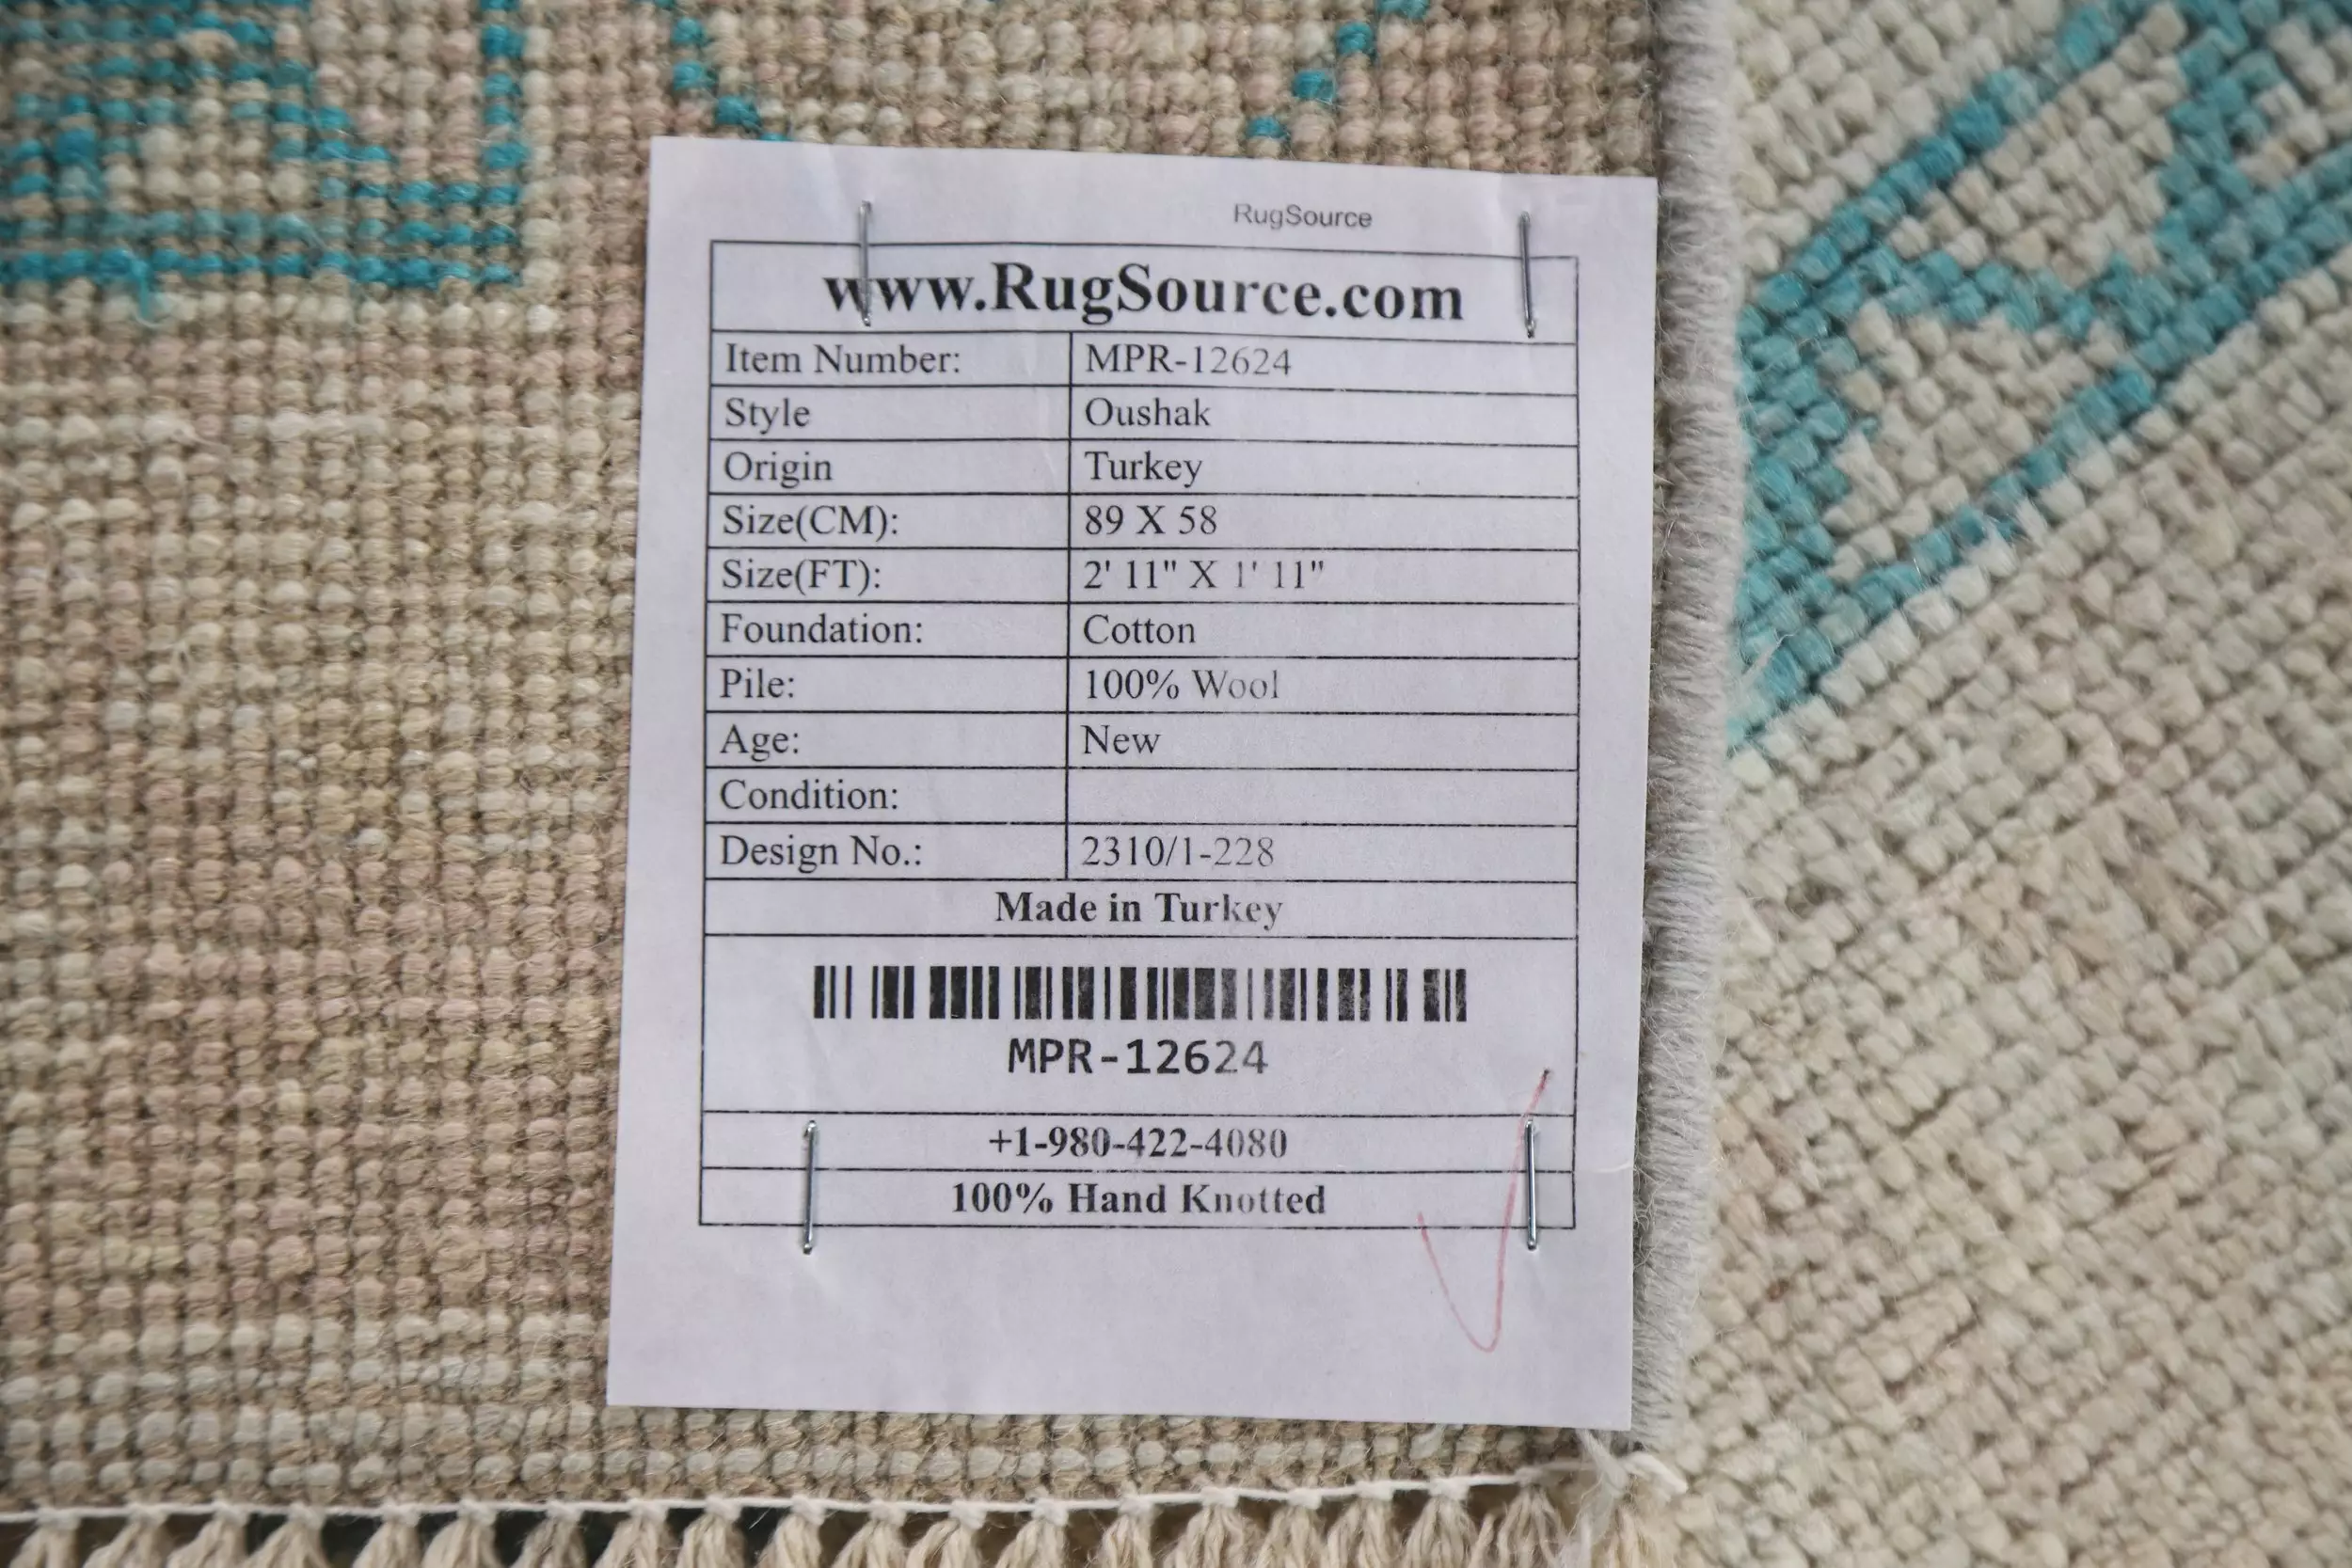 RugSource
www.RugSource.com
Item Number: MPR-12624
Style Oushak
Origin Turkey
Size(CM): 89 X 58
Size(FT): 2' 11" X 1' 11"
Foundation: Cotton
Pile: 100% Wool
Age: New
Condition:
Design No.: 2310/1-228
Made in Turkey
MPR-12624
+1-980-422-4080
100% Hand Knotted